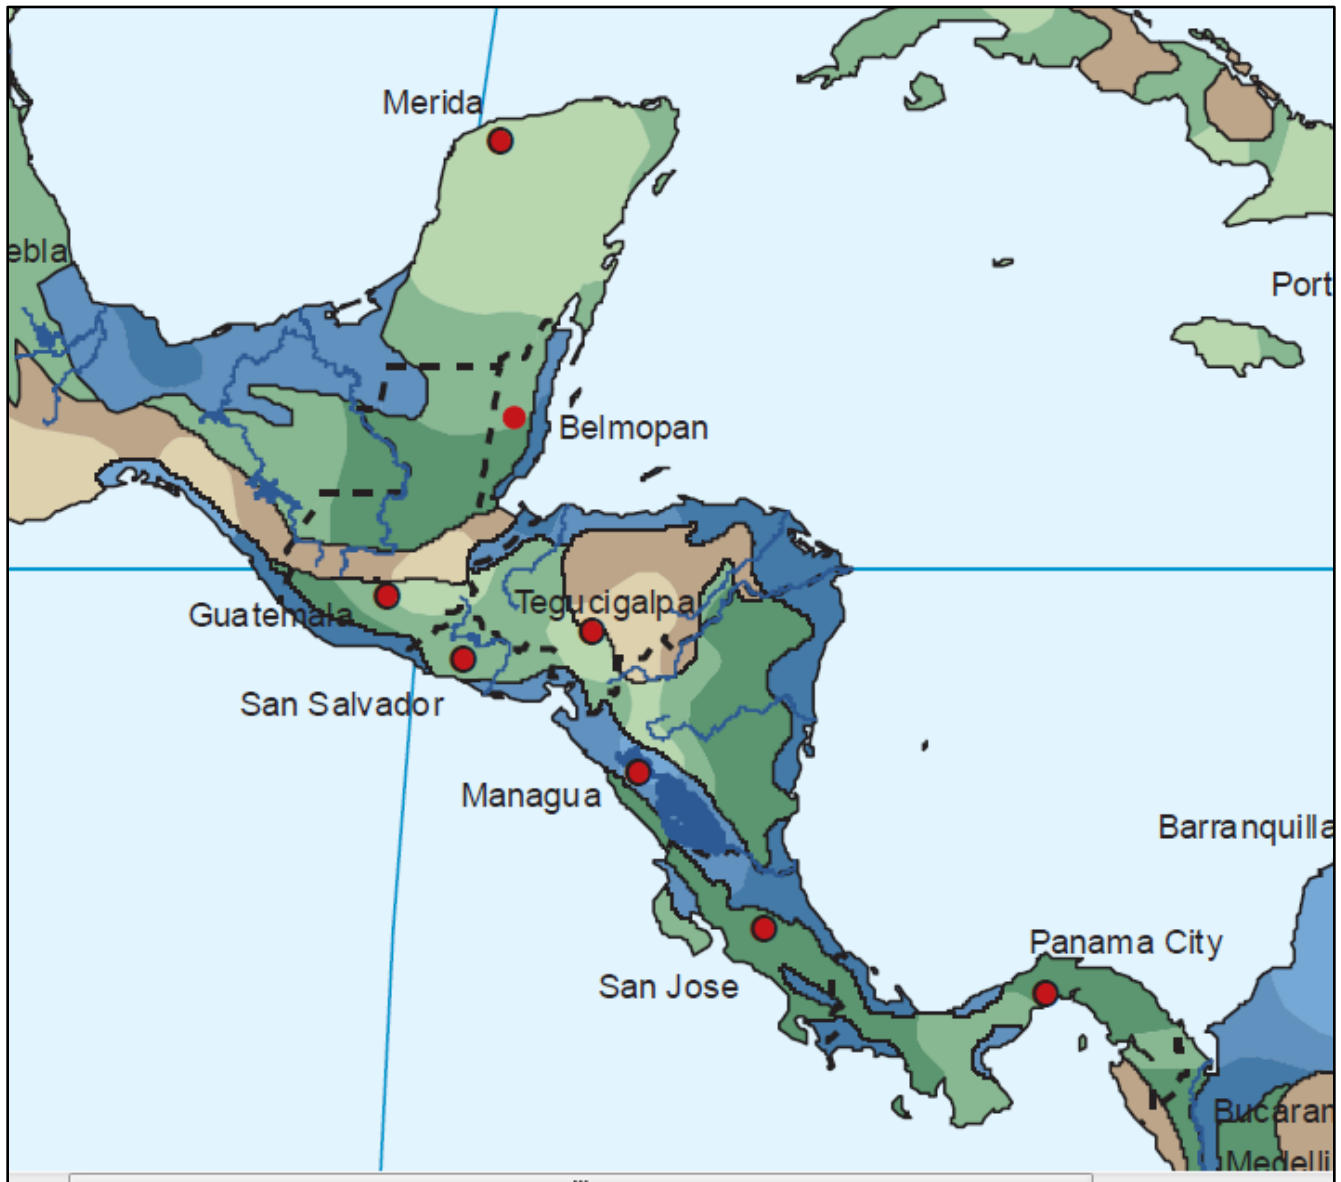 Merida
ebla
Port
Belmopan
Tegucigalpa
Guatemala
San Salvador
Managua
Barranquilla
Panama City
San Jose
Bucaran
Medelli